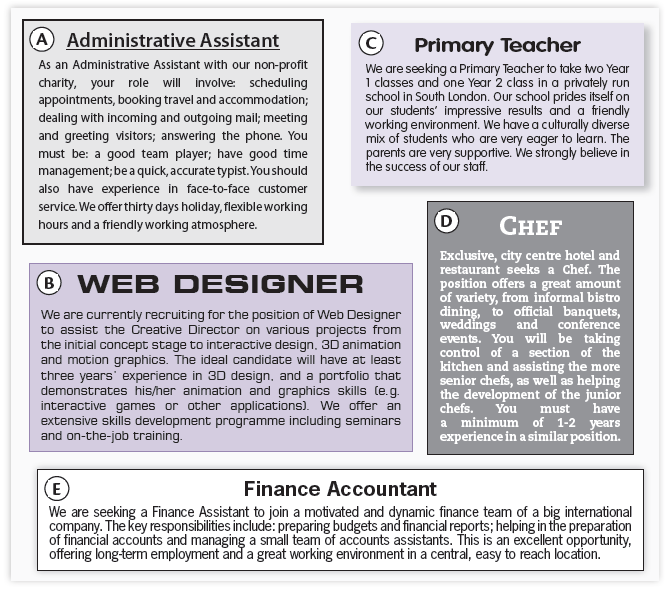 A
Administrative Assistant
As an Administrative Assistant with our non-profit
charity, your role will involve: scheduling
appointments, booking travel and accommodation;
dealing with incoming and outgoing mail; meeting
and greeting visitors; answering the phone. You
must be: a good team player; have good time
management; be a quick, accurate typist. You should
also have experience in face-to-face customer
service. We offer thirty days holiday, flexible working
hours and a friendly working atmosphere.
C
Primary Teacher
We are seeking a Primary Teacher to take two Year
1 classes and one Year 2 class in a privately run
school in South London. Our school prides itself on
our students' impressive results and a friendly
working environment. We have a culturally diverse
mix of students who are very eager to learn. The
parents are very supportive. We strongly believe in
the success of our staff.
B
WEB DESIGNER
We are currently recruiting for the position of Web Designer
to assist the Creative Director on various projects from
the initial concept stage to interactive design, 3D animation
and motion graphics. The ideal candidate will have at least
three years' experience in 3D design, and a portfolio that
demonstrates his/her animation and graphics skills (e.g.
interactive games or other applications). We offer an
extensive skills development programme including seminars
and on-the-job training.
D
CHEF
Exclusive, city centre hotel and
restaurant seeks a Chef. The
position offers a great amount
of variety, from informal bistro
dining, to official banquets,
weddings and conference
events. You will be taking
control of a section of the
kitchen and assisting the more
senior chefs, as well as helping
the development of the junior
chefs. You must have
a minimum of 1-2 years
experience in a similar position.
E
Finance Accountant
We are seeking a Finance Assistant to join a motivated and dynamic finance team of a big international
company. The key responsibilities include: preparing budgets and financial reports; helping in the preparation
of financial accounts and managing a small team of accounts assistants. This is an excellent opportunity,
offering long-term employment and a great working environment in a central, easy to reach location.